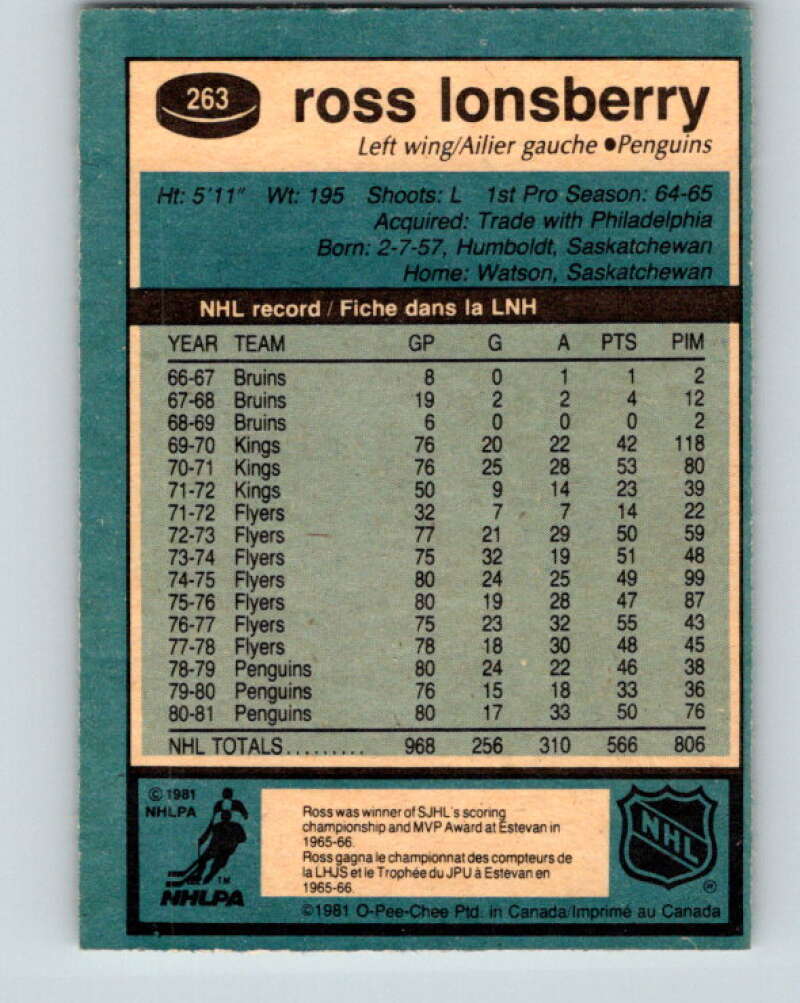 263 ross lonsberry
Left wing/Ailier gauche ●Penguins
Ht: 5'11" Wt: 195 Shoots: L 1st Pro Season: 64-65
Acquired: Trade with Philadelphia
Born: 2-7-57, Humboldt, Saskatchewan
Home: Watson, Saskatchewan
NHL record / Fiche dans la LNH
YEAR TEAM GP G A PTS PIM
66-67 Bruins 8 0 1 1 2
67-68 Bruins 19 2 2 4 12
68-69 Bruins 6 0 0 0 2
69-70 Kings 76 20 22 42 118
70-71 Kings 76 25 28 53 80
71-72 Kings 50 9 14 23 39
71-72 Flyers 32 7 7 14 22
72-73 Flyers 77 21 29 50 59
73-74 Flyers 75 32 19 51 48
74-75 Flyers 80 24 25 49 99
75-76 Flyers 80 19 28 47 87
76-77 Flyers 75 23 32 55 43
77-78 Flyers 78 18 30 48 45
78-79 Penguins 80 24 22 46 38
79-80 Penguins 76 15 18 33 36
80-81 Penguins 80 17 33 50 76
NHL TOTALS......... 968 256 310 566 806
© 1981
NHLPA
TM
NHLPA
Ross was winner of SJHL's scoring
championship and MVP Award at Estevan in
1965-66.
Ross gagna le championnat des compteurs de
la LHJS et le Trophée du JPU à Estevan en
1965-66.
NHL
®
©1981 O-Pee-Chee Ptd. in Canada/Imprimé au Canada